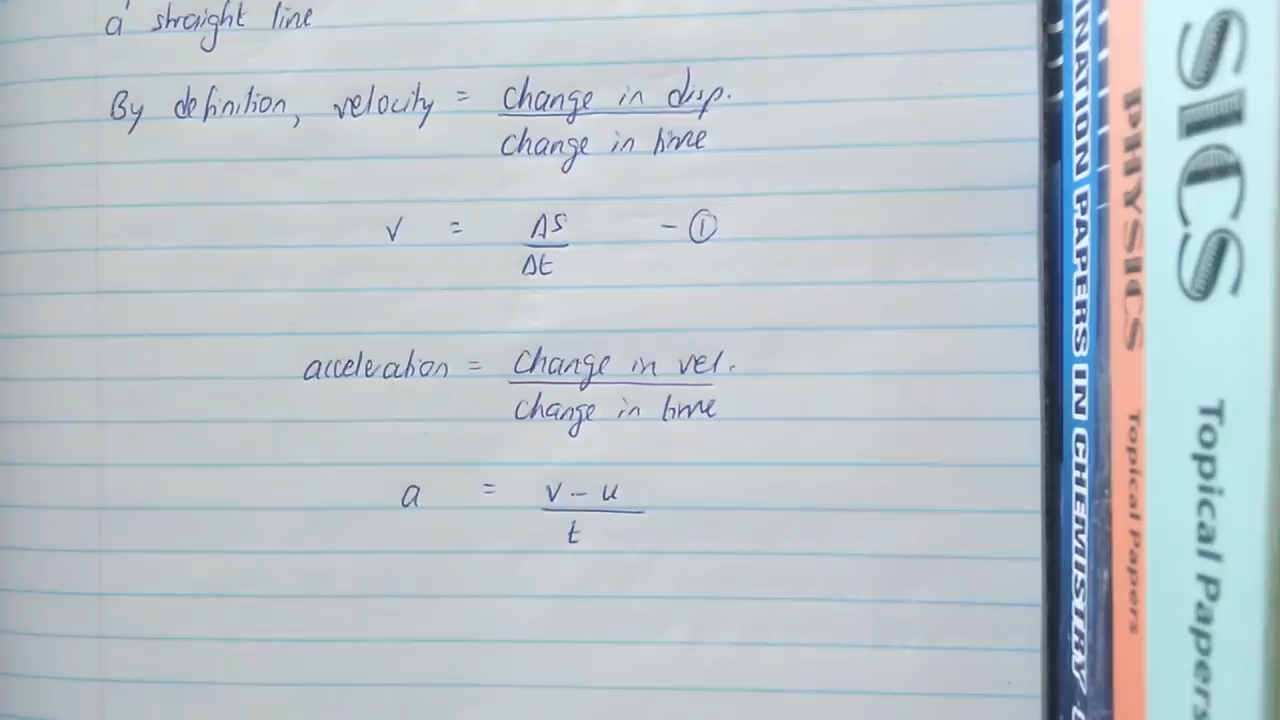 a straight line
By definition, velocity = change in disp.
change in time
v = ΔS - ①
Δt
acceleration = change in vel.
change in time
a = v - u
t
INATION PAPERS IN CHEMISTRY
PHYSICS Topical Papers
SICS Topical Papers